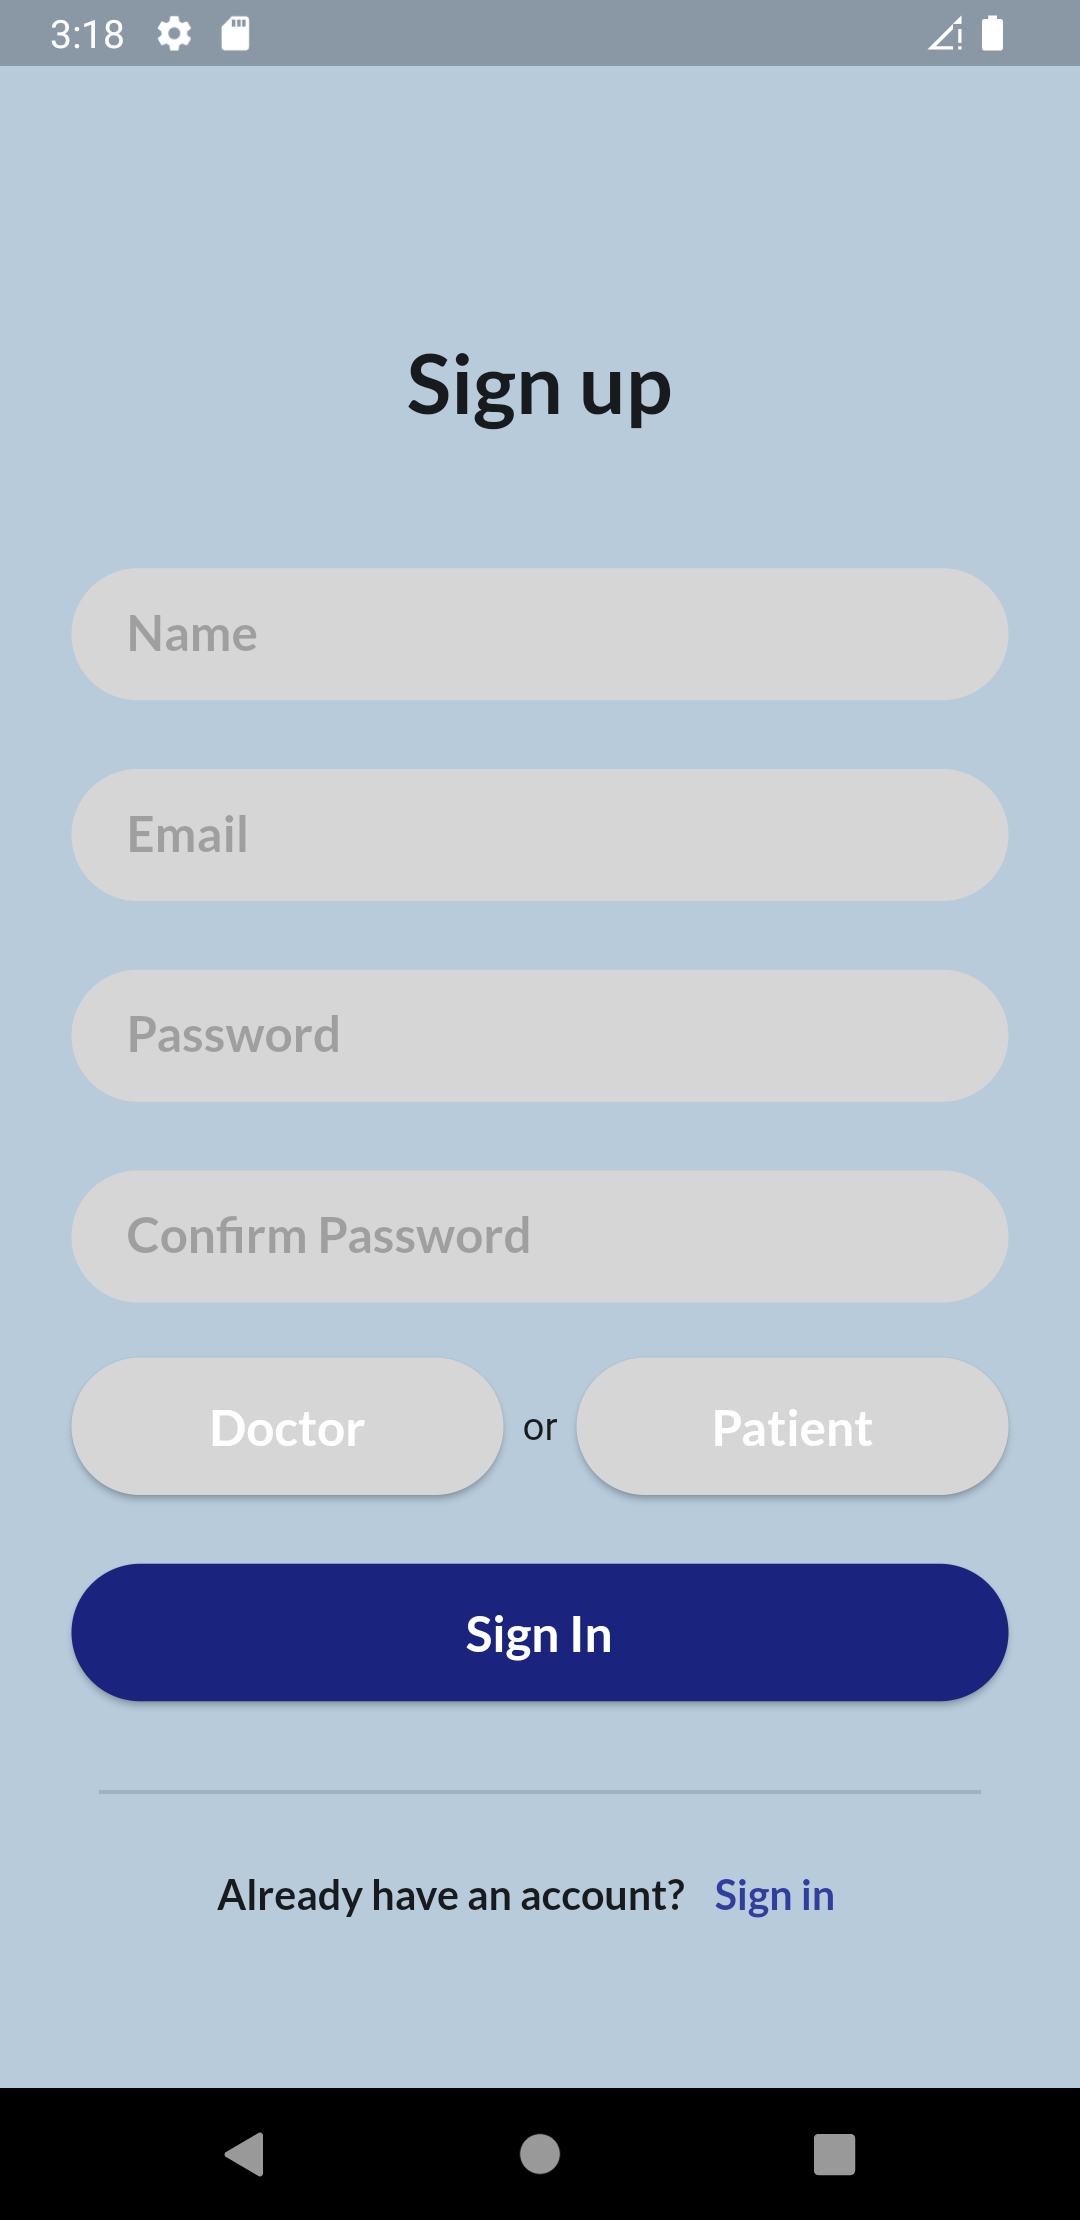 3:18
Sign up
Name
Email
Password
Confirm Password
Doctor or Patient
Sign In
Already have an account? Sign in